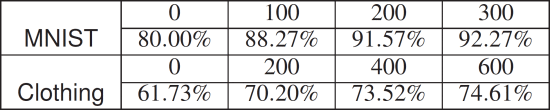 0 100 200 300
MNIST 80.00% 88.27% 91.57% 92.27%
0 200 400 600
Clothing 61.73% 70.20% 73.52% 74.61%